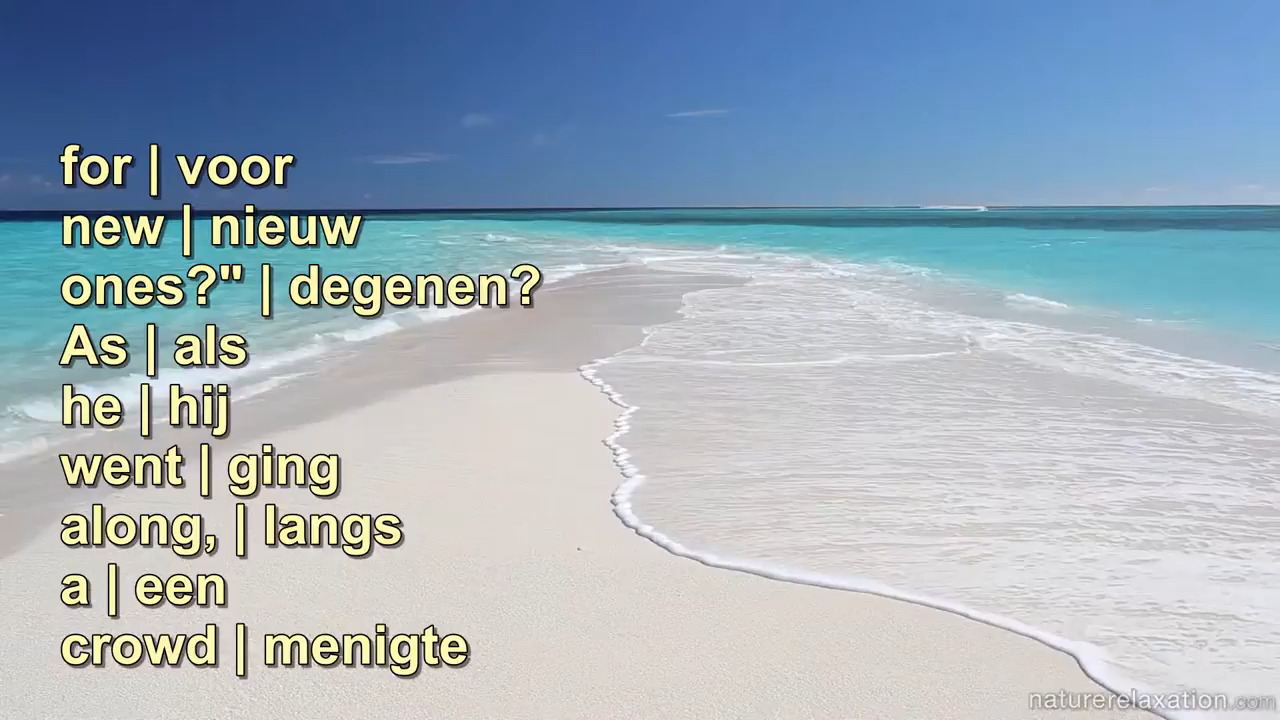 for | voor
new | nieuw
ones?" | degenen?
As | als
he | hij
went | ging
along, | langs
a | een
crowd | menigte
naturerelaxation.com